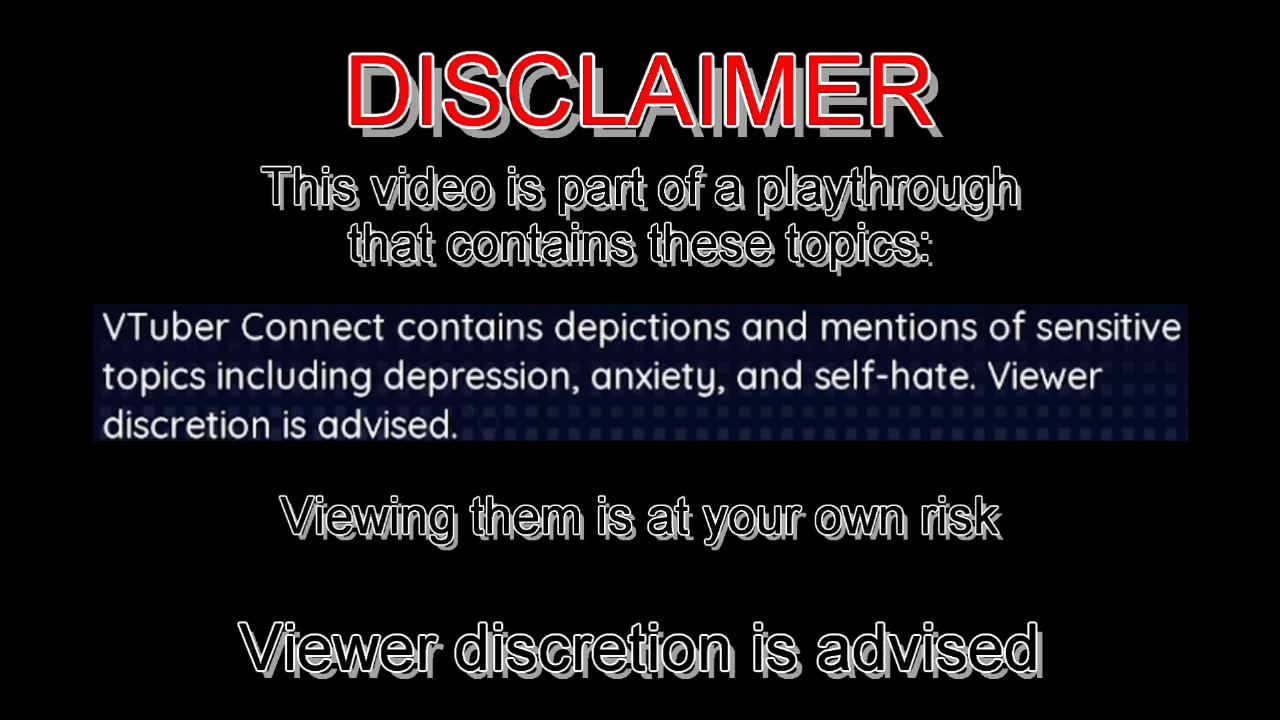 DISCLAIMER
This video is part of a playthrough
that contains these topics:
VTuber Connect contains depictions and mentions of sensitive
topics including depression, anxiety, and self-hate. Viewer
discretion is advised.
Viewing them is at your own risk
Viewer discretion is advised